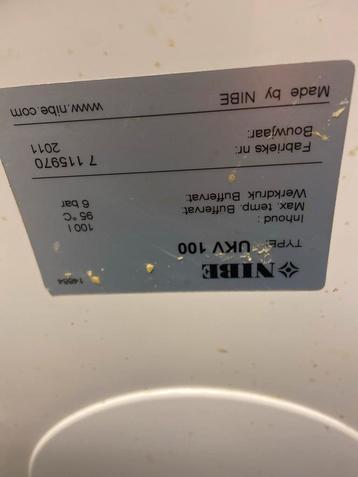 NIBE
14664
TYPE: UKV 100
Inhoud : 100 l
Max. temp. Buffervat: 95 °C
Werkdruk Buffervat: 6 bar
Fabrieks nr: 7 115970
Bouwjaar: 2011
Made by NIBE www.nibe.com